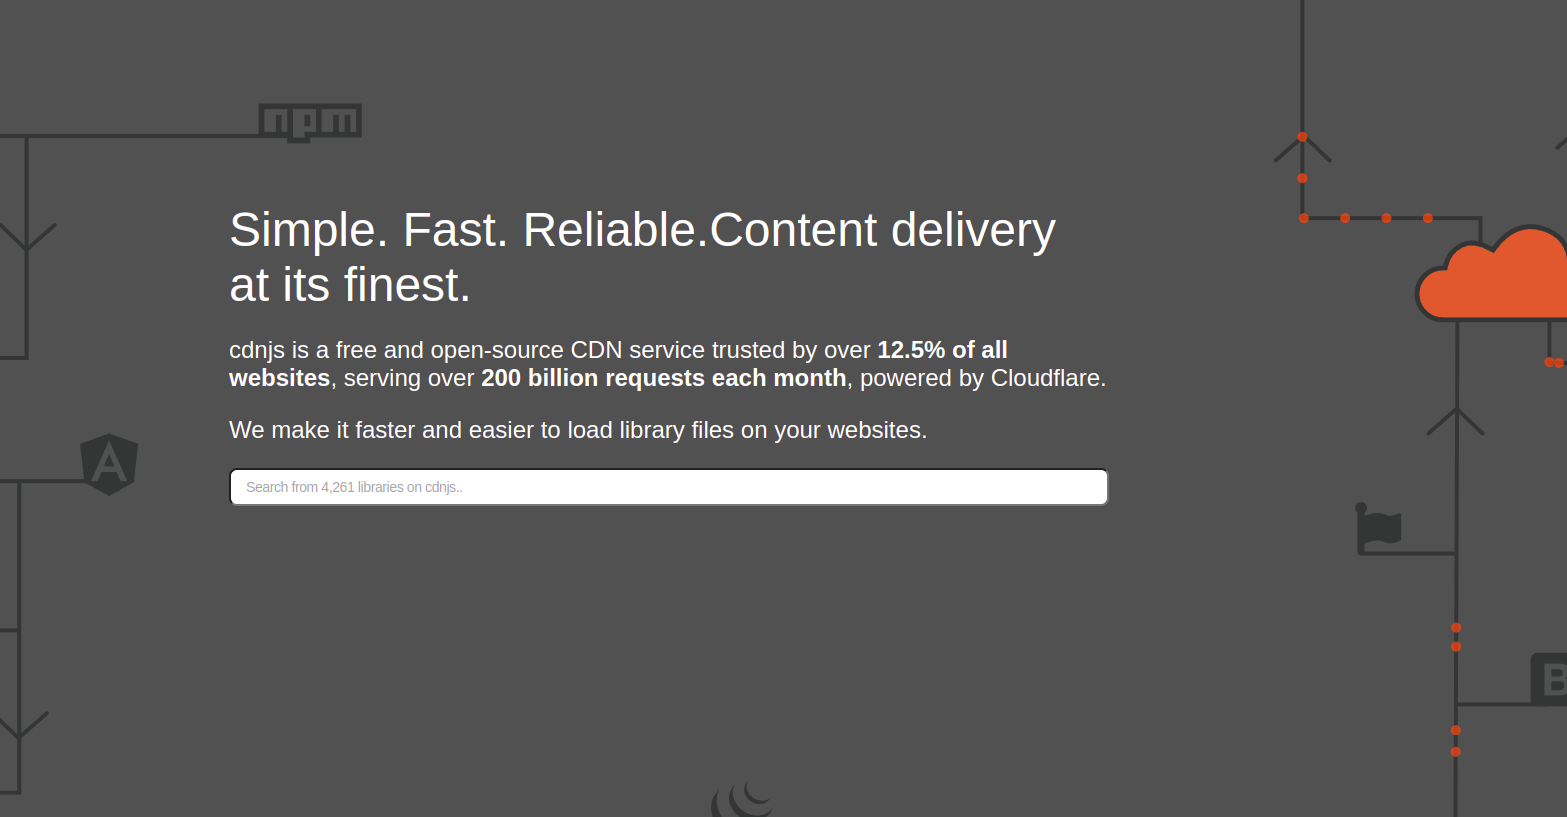 npm
Simple. Fast. Reliable.Content delivery
at its finest.
cdnjs is a free and open-source CDN service trusted by over 12.5% of all
websites, serving over 200 billion requests each month, powered by Cloudflare.
We make it faster and easier to load library files on your websites.
A
Search from 4,261 libraries on cdnjs..
B